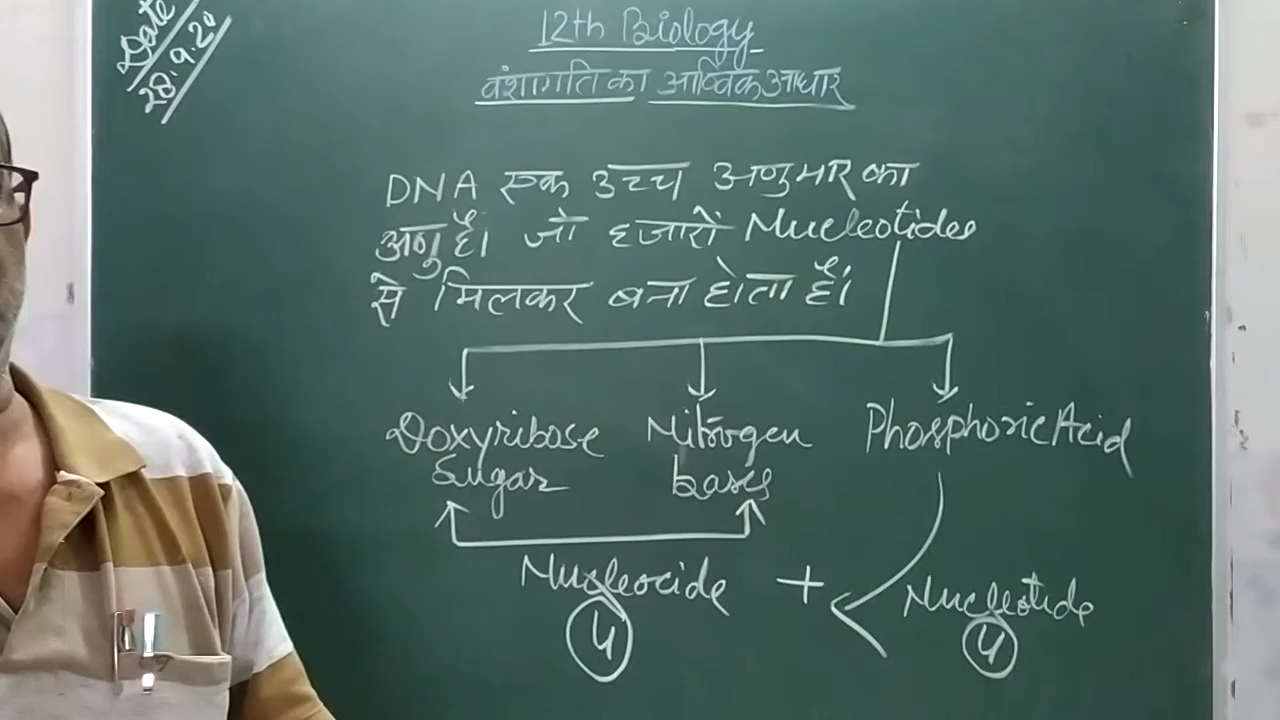 Date
28.9.20
12th Biology
वंशागति का आण्विक आधार
DNA एक उच्च अणुभार का
अणु है। जो हजारों Nucleotides
से मिलकर बना होता है।
Doxyribose Nitrogen Phosphoric Acid
Sugar bases
Nucleocide + Nucleotide
4 4